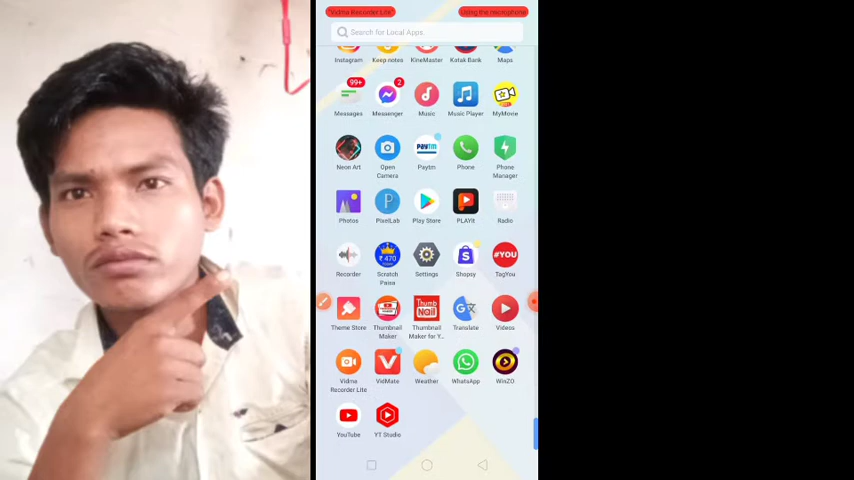 "Vidme Recorder Lite"
Using the microphone
Search for Local Apps
Instagram
Keep notes
KineMaster
Kotak Bank
Maps
99+
2
Messages
Messenger
Music
Music Player
MyMovie
paytm
Neon Art
Open Camera
Paytm
Phone
Phone Manager
P
Photos
PixelLab
Play Store
PLAYit
Radio
₹ 470
S
#YOU
Recorder
Scratch Paisa
Settings
Shopsy
TagYou
Thumb Nail
G
Theme Store
Thumbnail Maker
Thumbnail Maker for Y...
Translate
Videos
Vidme Recorder Lite
VidMate
Weather
WhatsApp
WinZO
YouTube
YT Studio